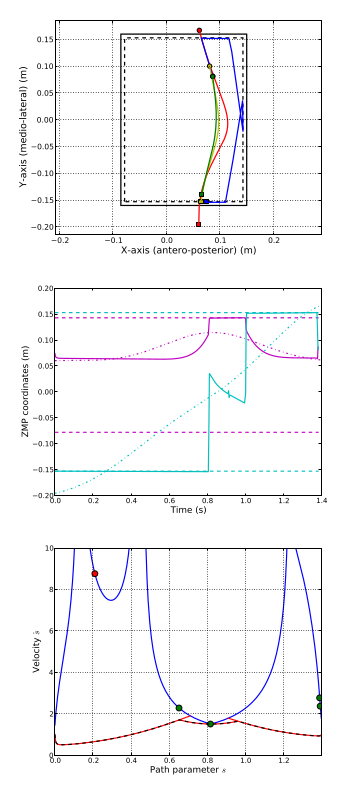 0.15
0.10
0.05
0.00
−0.05
−0.10
−0.15
−0.20
Y-axis (medio-lateral) (m)
−0.2 −0.1 0.0 0.1 0.2
X-axis (antero-posterior) (m)
0.20
0.15
0.10
0.05
0.00
−0.05
−0.10
−0.15
−0.20
ZMP coordinates (m)
0.0 0.2 0.4 0.6 0.8 1.0 1.2 1.4
Time (s)
10
8
6
4
2
0
Velocity ṡ
0.0 0.2 0.4 0.6 0.8 1.0 1.2
Path parameter s